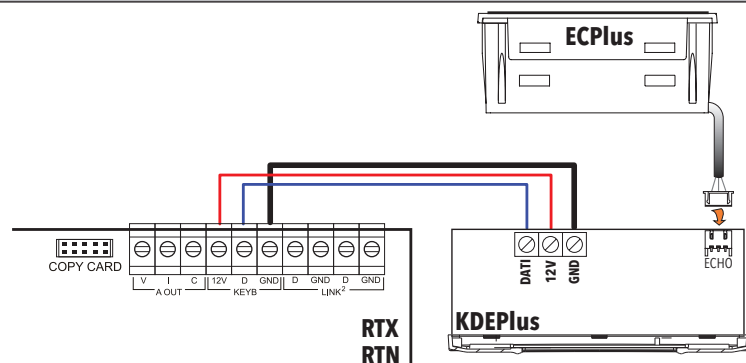 ECPlus
COPY CARD
V I C 12V D GND D GND D GND
A OUT KEYB LINK²
DATI 12V GND
ECHO
KDEPlus
RTX
RTN